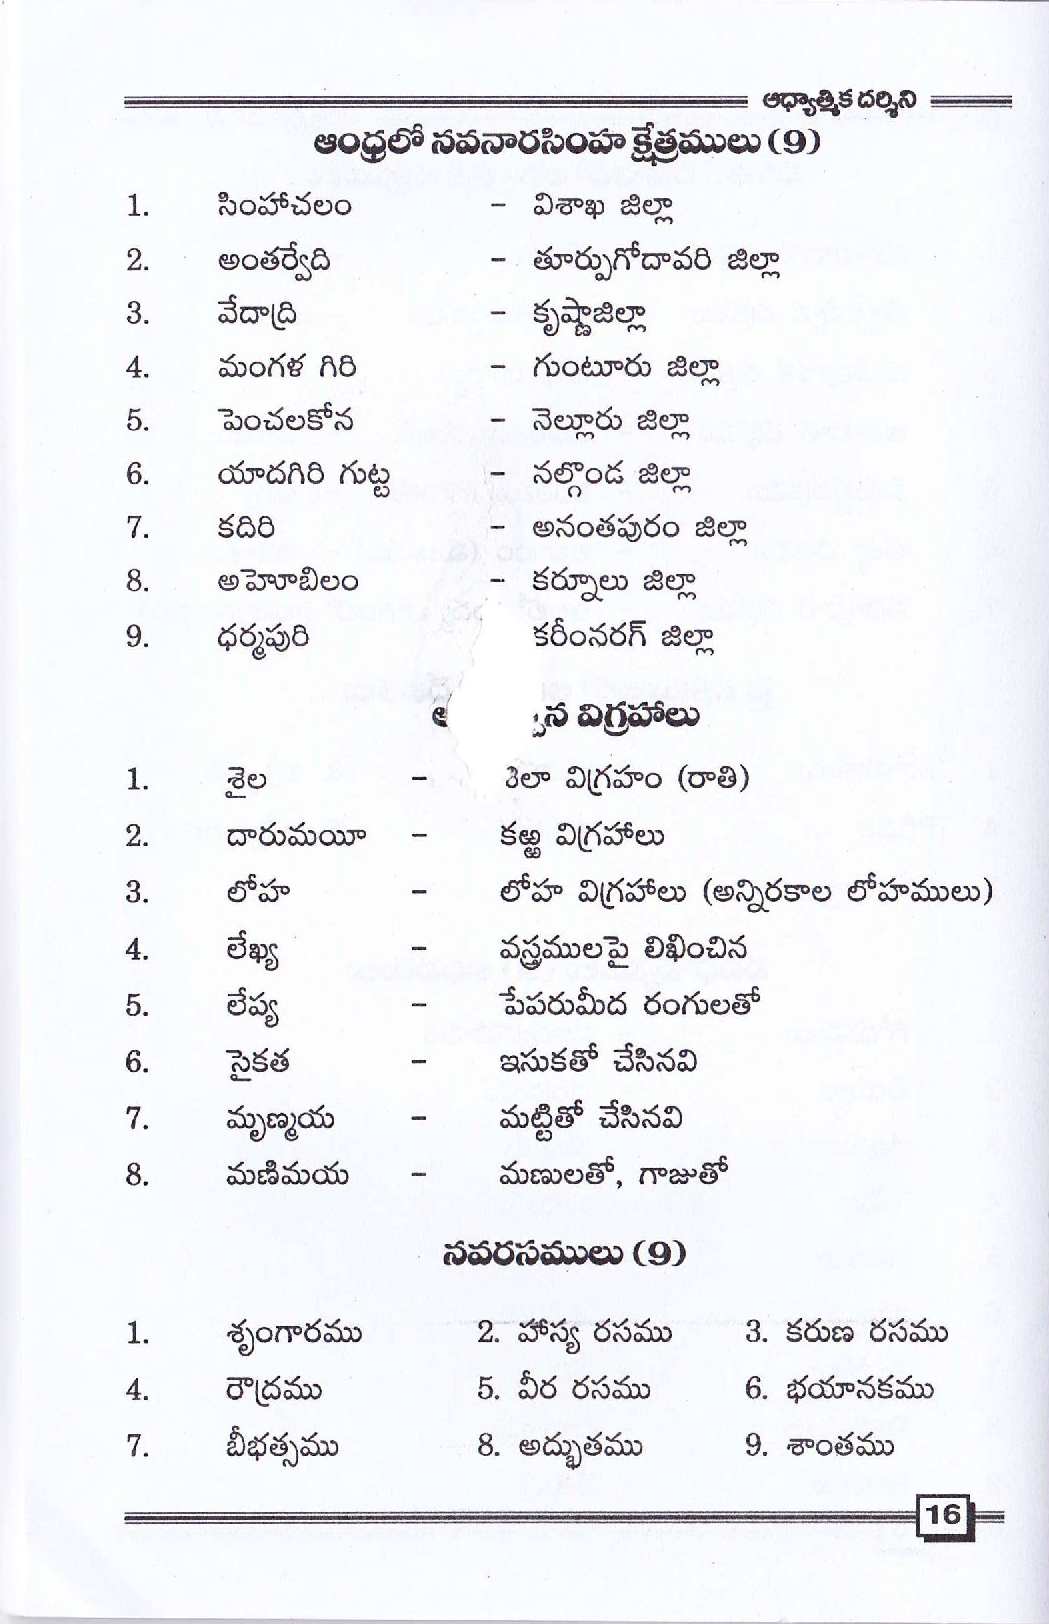 ఆధ్యాత్మిక దర్శిని
ఆంధ్రలో నవనారసింహ క్షేత్రములు (9)
1. సింహాచలం - విశాఖ జిల్లా
2. అంతర్వేది - తూర్పుగోదావరి జిల్లా
3. వేదాద్రి - కృష్ణాజిల్లా
4. మంగళ గిరి - గుంటూరు జిల్లా
5. పెంచలకోన - నెల్లూరు జిల్లా
6. యాదగిరి గుట్ట - నల్గొండ జిల్లా
7. కదిరి - అనంతపురం జిల్లా
8. అహెూబిలం - కర్నూలు జిల్లా
9. ధర్మపురి కరీంనరగ్ జిల్లా
విగ్రహాలు
1. శైల - విగ్రహం (రాతి)
2. దారుమయీ - కఱ్ఱ విగ్రహాలు
3. లోహ - లోహ విగ్రహాలు (అన్నిరకాల లోహములు)
4. లేఖ్య - వస్త్రములపై లిఖించిన
5. లేప్య - పేపరుమీద రంగులతో
6. సైకత - ఇసుకతో చేసినవి
7. మృణ్మయ - మట్టితో చేసినవి
8. మణిమయ - మణులతో, గాజుతో
నవరసములు (9)
1. శృంగారము 2. హాస్య రసము 3. కరుణ రసము
4. రౌద్రము 5. వీర రసము 6. భయానకము
7. బీభత్సము 8. అద్భుతము 9. శాంతము
16